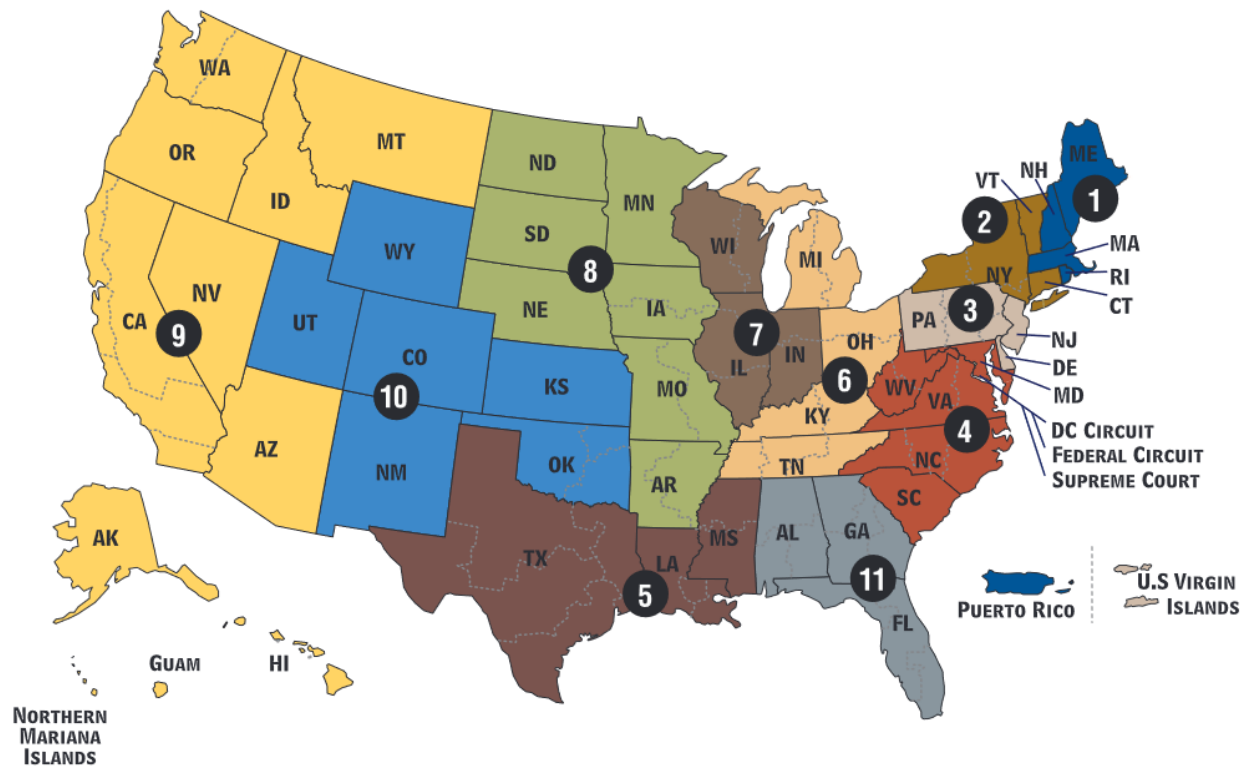 WA
OR
ID
MT
CA
NV
9
AZ
AK
HI
GUAM
NORTHERN
MARIANA
ISLANDS
WY
UT
CO
10
NM
KS
OK
ND
SD
8
NE
MN
IA
MO
AR
TX
LA
5
MS
WI
IL
7
IN
MI
OH
6
KY
TN
AL
GA
11
FL
WV
VA
4
NC
SC
PA
3
NY
2
VT
NH
ME
1
MA
RI
CT
NJ
DE
MD
DC CIRCUIT
FEDERAL CIRCUIT
SUPREME COURT
PUERTO RICO
U.S VIRGIN
ISLANDS